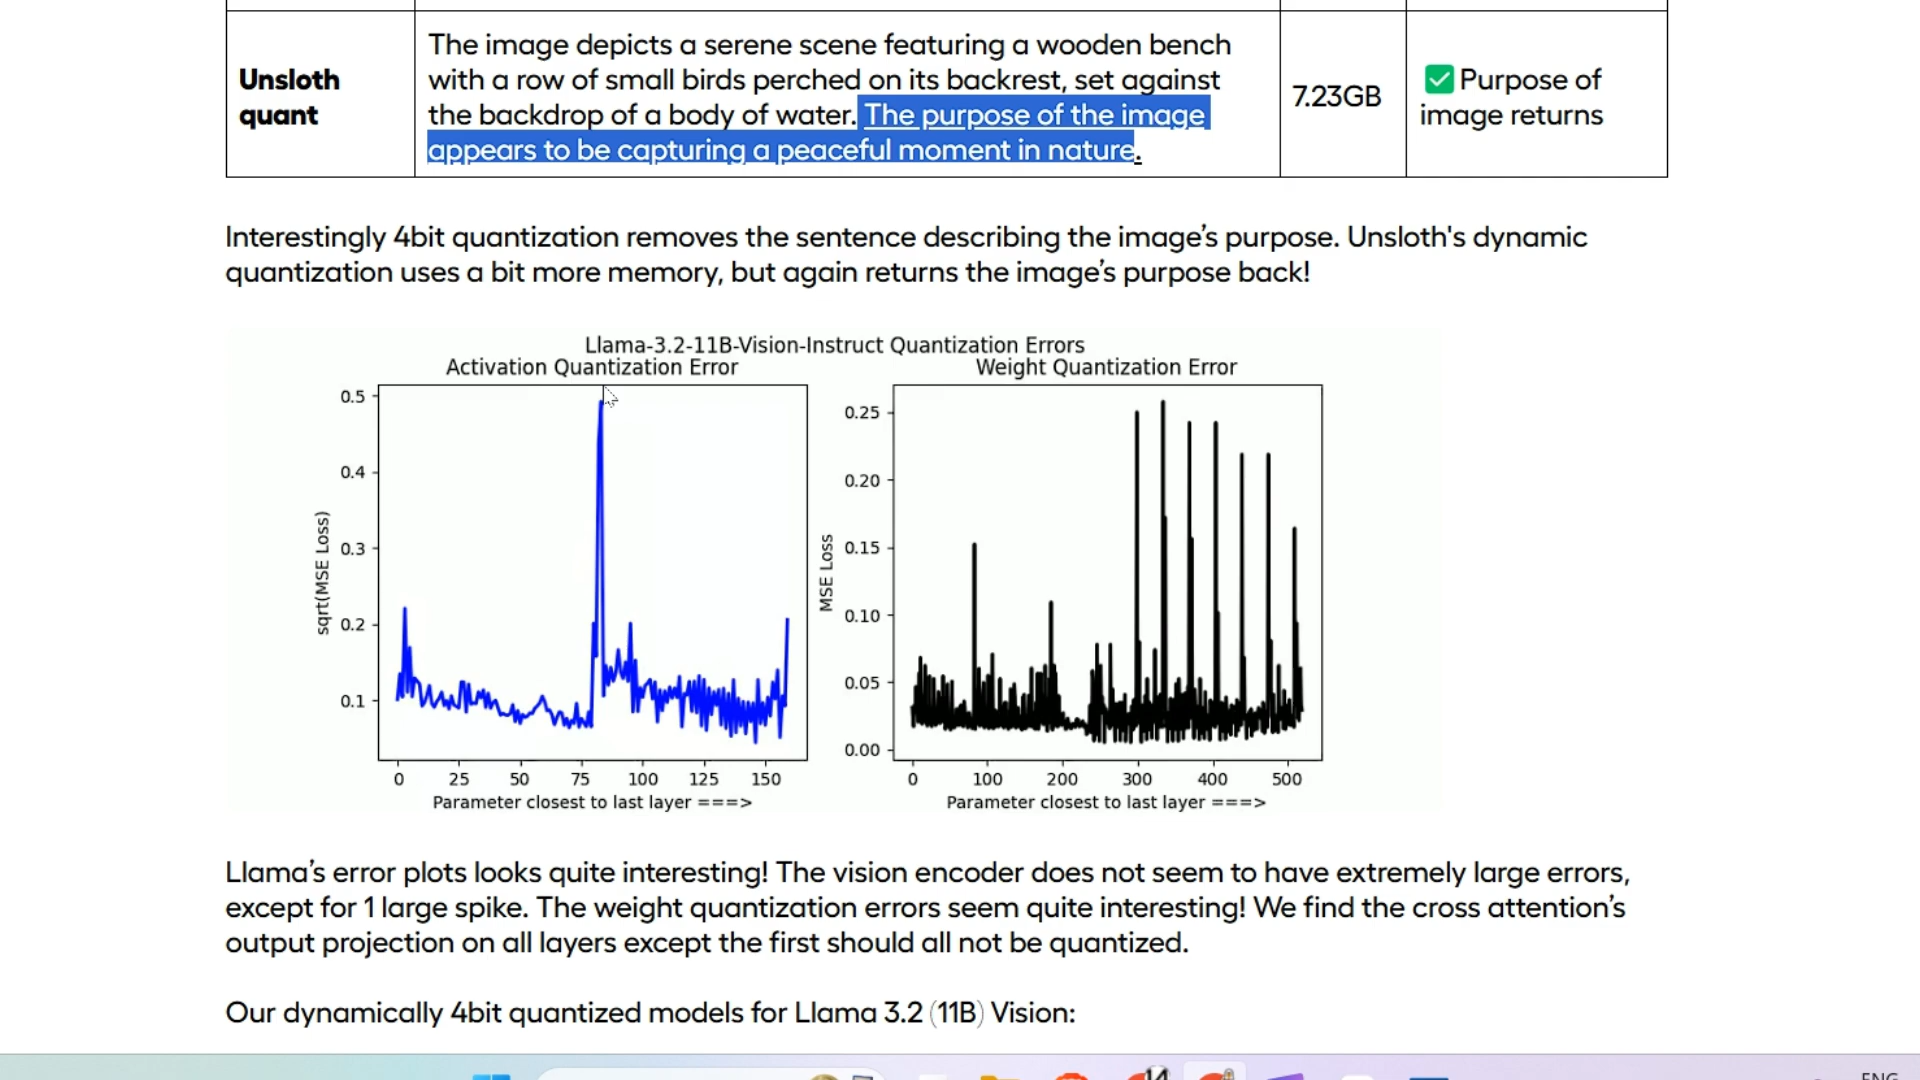 Unsloth
quant
The image depicts a serene scene featuring a wooden bench
with a row of small birds perched on its backrest, set against
the backdrop of a body of water. The purpose of the image
appears to be capturing a peaceful moment in nature.
7.23GB
✅ Purpose of
image returns
Interestingly 4bit quantization removes the sentence describing the image’s purpose. Unsloth's dynamic
quantization uses a bit more memory, but again returns the image’s purpose back!
Llama-3.2-11B-Vision-Instruct Quantization Errors
Activation Quantization Error
sqrt(MSE Loss)
0.5
0.4
0.3
0.2
0.1
0 25 50 75 100 125 150
Parameter closest to last layer ===>
Weight Quantization Error
MSE Loss
0.25
0.20
0.15
0.10
0.05
0.00
0 100 200 300 400 500
Parameter closest to last layer ===>
Llama’s error plots looks quite interesting! The vision encoder does not seem to have extremely large errors,
except for 1 large spike. The weight quantization errors seem quite interesting! We find the cross attention’s
output projection on all layers except the first should all not be quantized.
Our dynamically 4bit quantized models for Llama 3.2 (11B) Vision:
14
ENG